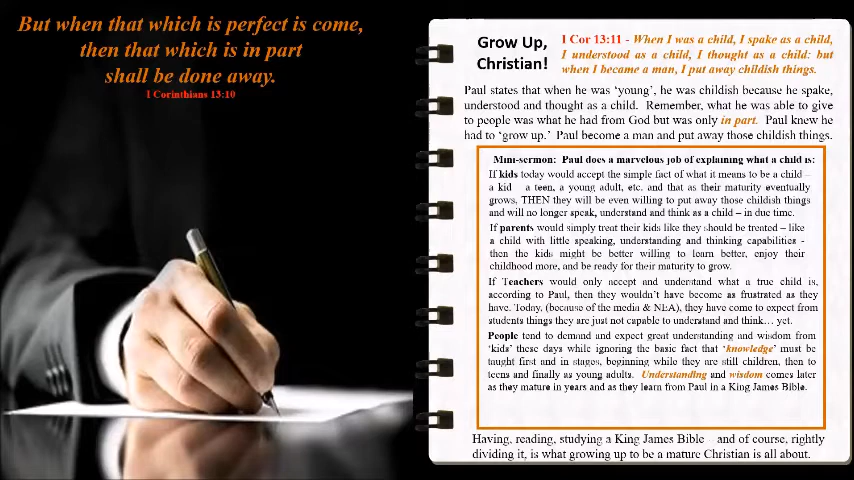 But when that which is perfect is come,
then that which is in part
shall be done away.
I Corinthians 13:10
Grow Up,
Christian!
I Cor 13:11 - When I was a child, I spake as a child,
I understood as a child, I thought as a child: but
when I became a man, I put away childish things.
Paul states that when he was ‘young’, he was childish because he spake,
understood and thought as a child. Remember, what he was able to give
to people was what he had from God but was only in part. Paul knew he
had to ‘grow up.’ Paul become a man and put away those childish things.
Mini-sermon: Paul does a marvelous job of explaining what a child is:
If kids today would accept the simple fact of what it means to be a child –
a kid – a teen, a young adult, etc. and that as their maturity eventually
grows, THEN they will be even willing to put away those childish things
and will no longer speak, understand and think as a child – in due time.
If parents would simply treat their kids like they should be treated – like
a child with little speaking, understanding and thinking capabilities -
then the kids might be better willing to learn better, enjoy their
childhood more, and be ready for their maturity to grow.
If Teachers would only accept and understand what a true child is,
according to Paul, then they wouldn’t have become as frustrated as they
have. Today, (because of the media & NEA), they have come to expect from
students things they are just not capable to understand and think… yet.
People tend to demand and expect great understanding and wisdom from
‘kids’ these days while ignoring the basic fact that ‘knowledge’ must be
taught first and in stages, beginning while they are still children, then to
teens and finally as young adults. Understanding and wisdom comes later
as they mature in years and as they learn from Paul in a King James Bible.
Having, reading, studying a King James Bible – and of course, rightly
dividing it, is what growing up to be a mature Christian is all about.